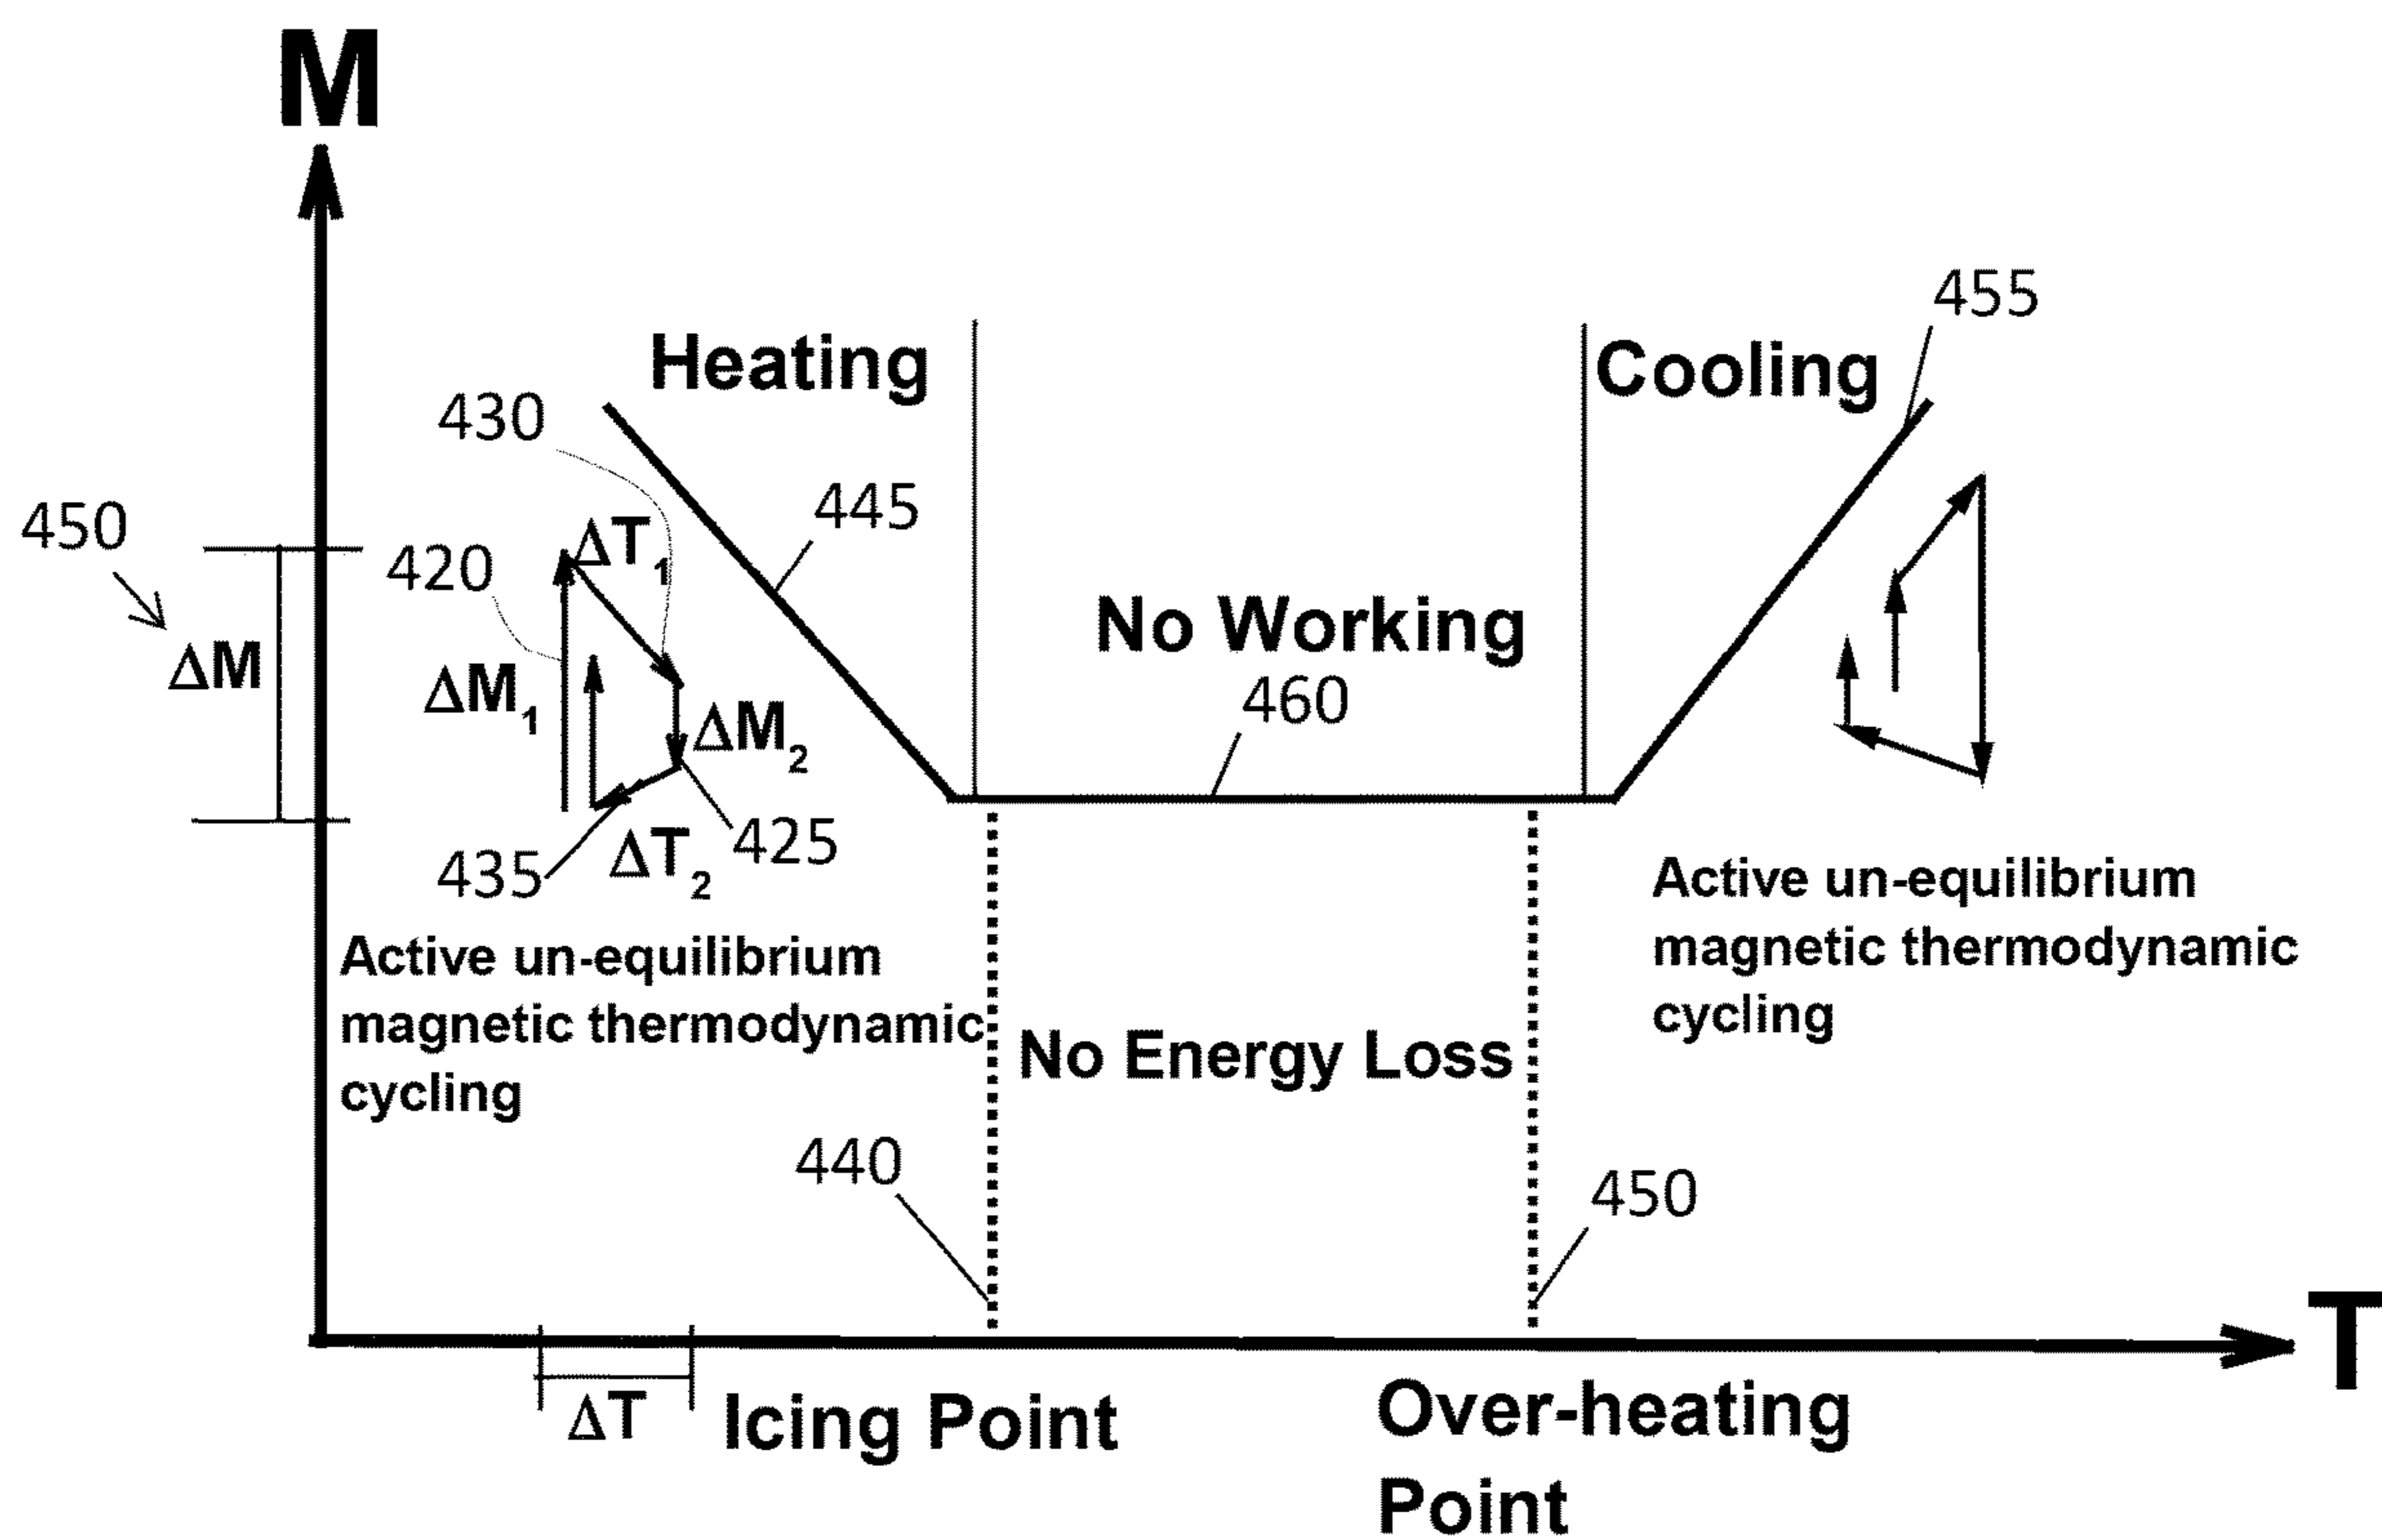 M
455
Heating
Cooling
430
445
450
ΔT1
420
No Working
ΔM
ΔM1
460
ΔM2
425
435
ΔT2
Active un-equilibrium
magnetic thermodynamic
cycling
Active un-equilibrium
magnetic thermodynamic
cycling
No Energy Loss
440
450
T
ΔT
Icing Point
Over-heating
Point